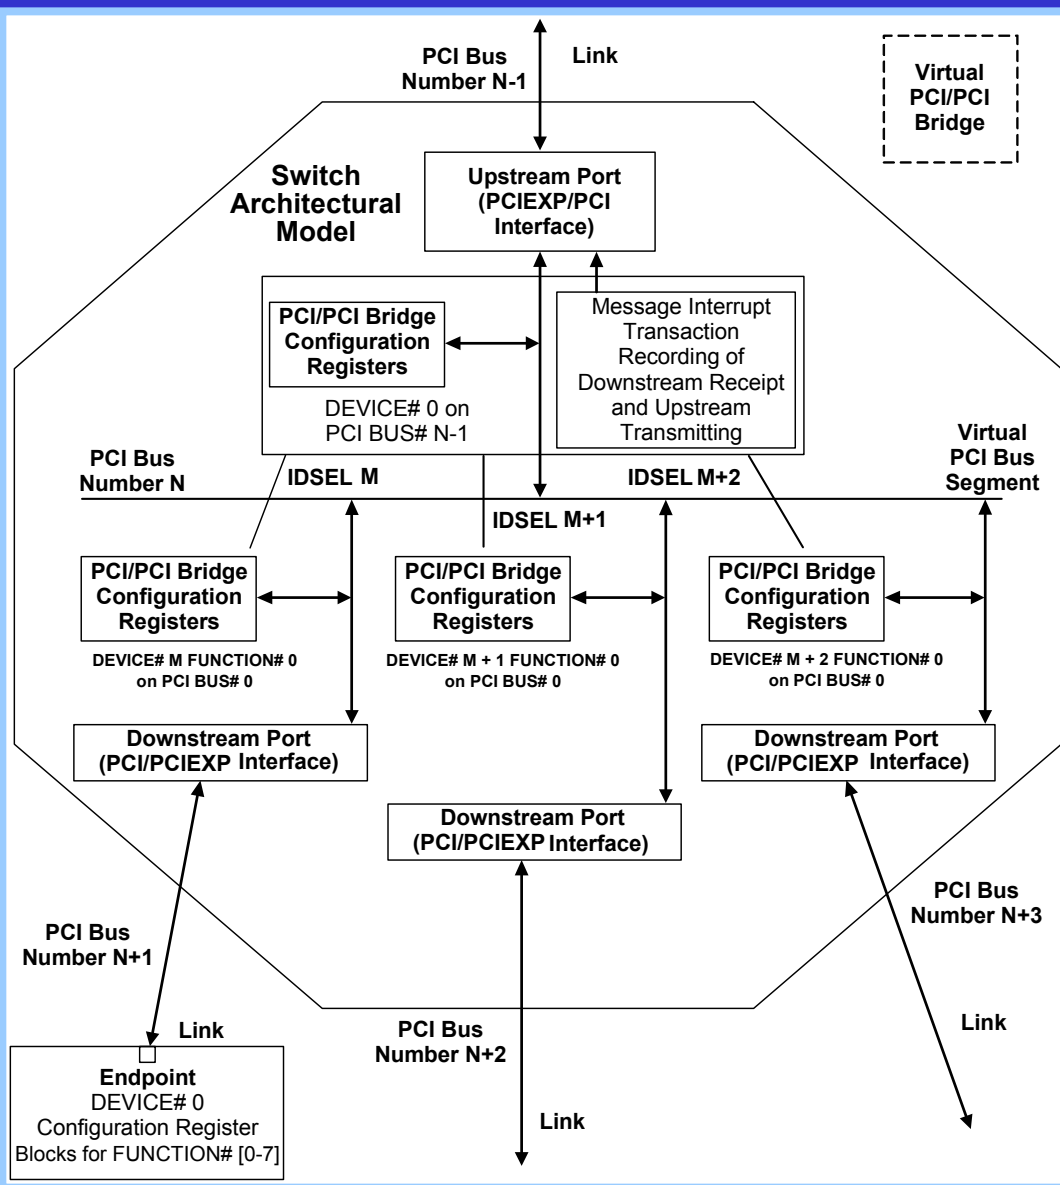 PCI Bus
Number N-1
Link
Virtual
PCI/PCI
Bridge
Switch
Architectural
Model
Upstream Port
(PCIEXP/PCI
Interface)
PCI/PCI Bridge
Configuration
Registers
DEVICE# 0 on
PCI BUS# N-1
Message Interrupt
Transaction
Recording of
Downstream Receipt
and Upstream
Transmitting
PCI Bus
Number N
IDSEL M
IDSEL M+1
IDSEL M+2
Virtual
PCI Bus
Segment
PCI/PCI Bridge
Configuration
Registers
DEVICE# M FUNCTION# 0
on PCI BUS# 0
PCI/PCI Bridge
Configuration
Registers
DEVICE# M + 1 FUNCTION# 0
on PCI BUS# 0
PCI/PCI Bridge
Configuration
Registers
DEVICE# M + 2 FUNCTION# 0
on PCI BUS# 0
Downstream Port
(PCI/PCIEXP Interface)
Downstream Port
(PCI/PCIEXP Interface)
Downstream Port
(PCI/PCIEXP Interface)
PCI Bus
Number N+1
Link
PCI Bus
Number N+2
Link
PCI Bus
Number N+3
Link
Endpoint
DEVICE# 0
Configuration Register
Blocks for FUNCTION# [0-7]